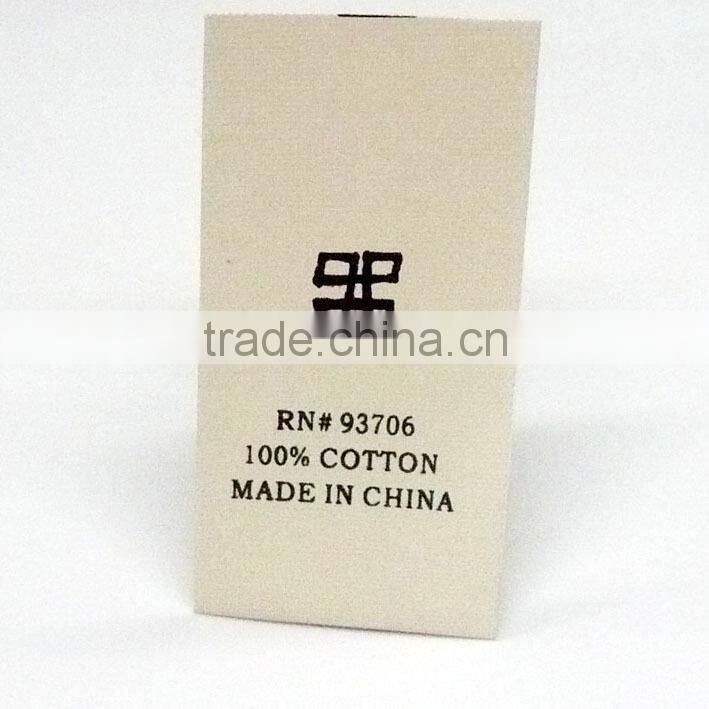 trade.china.cn
RN# 93706
100% COTTON
MADE IN CHINA